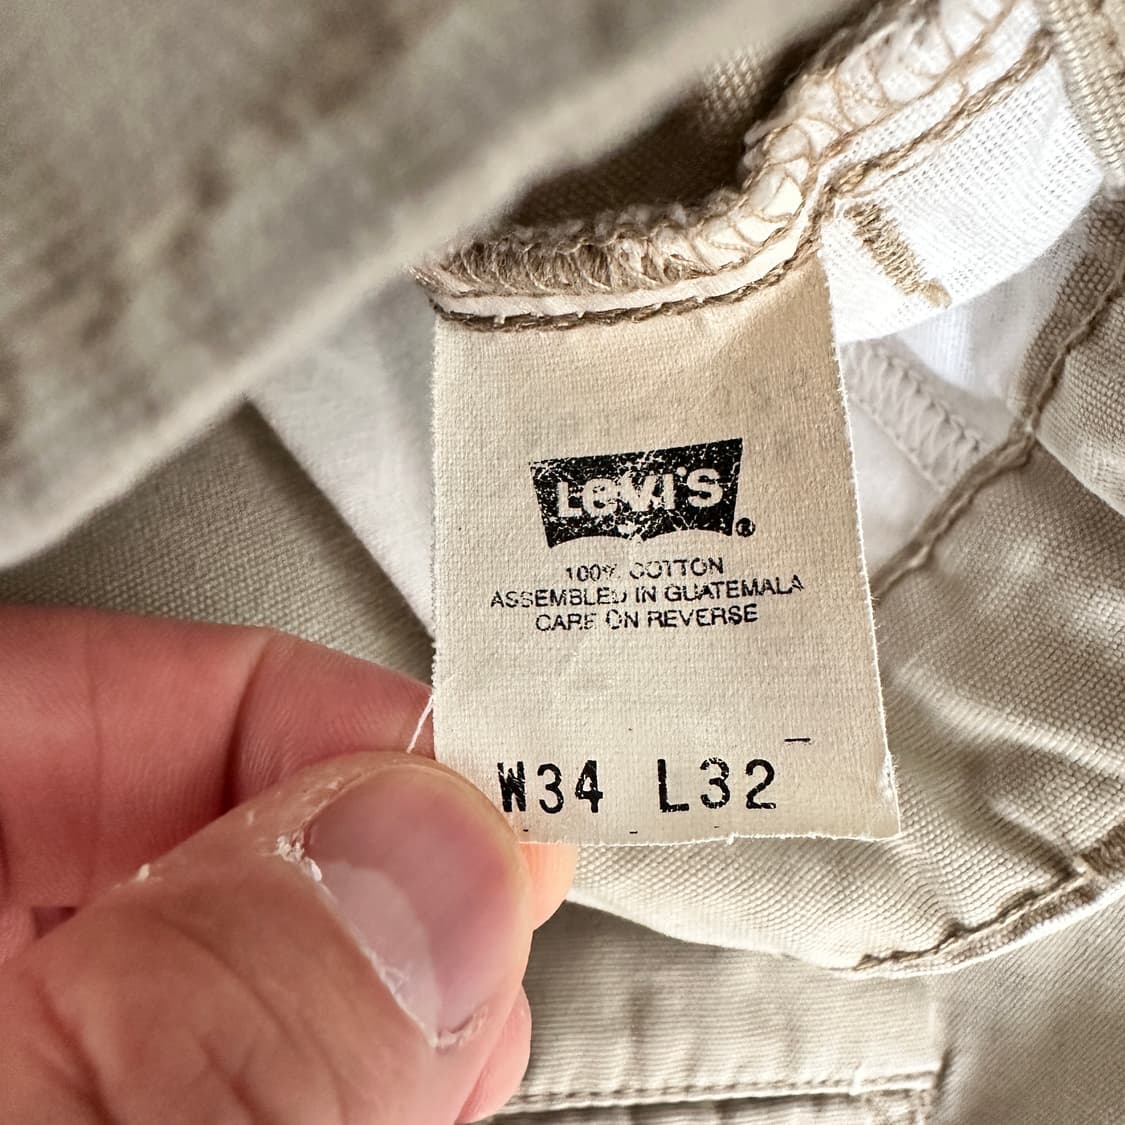 Levi's®
100% COTTON
ASSEMBLED IN GUATEMALA
CARE ON REVERSE
W34 L32